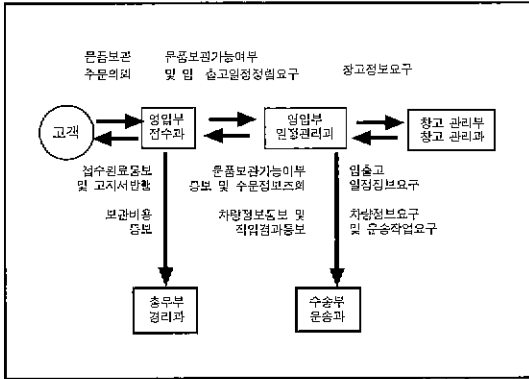 물품보관
주문의뢰
물품보관가능여부
및 입 출고일정정렬요구
창고정보요구
고객
영업부
접수과
영업부
일정관리과
창고 관리부
창고 관리과
접수완료통보
및 고지서반환
물품보관가능여부
통보 및 주문정보조회
입출고
일정정보요구
보관비용
통보
차량정보통보 및
작업결과통보
차량정보요구
및 운송작업요구
총무부
경리과
수송부
운송과